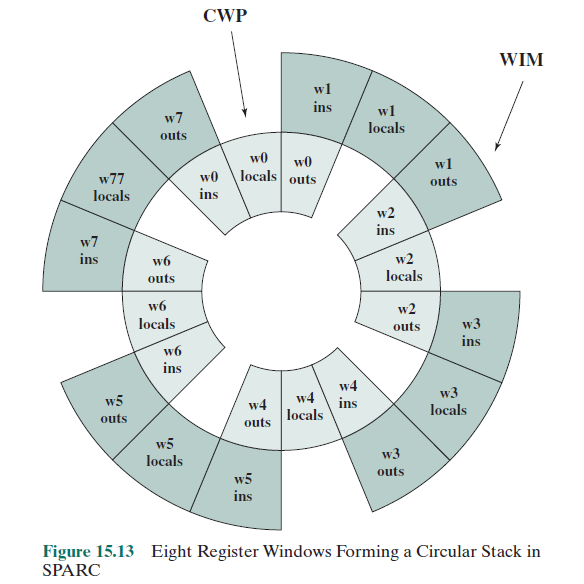 CWP
WIM
w1
ins
w1
locals
w1
outs
w7
outs
w77
locals
w7
ins
w0
ins
w0
locals
w0
outs
w2
ins
w2
locals
w2
outs
w3
ins
w3
locals
w3
outs
w6
outs
w6
locals
w6
ins
w4
outs
w4
locals
w4
ins
w5
outs
w5
locals
w5
ins
Figure 15.13 Eight Register Windows Forming a Circular Stack in
SPARC